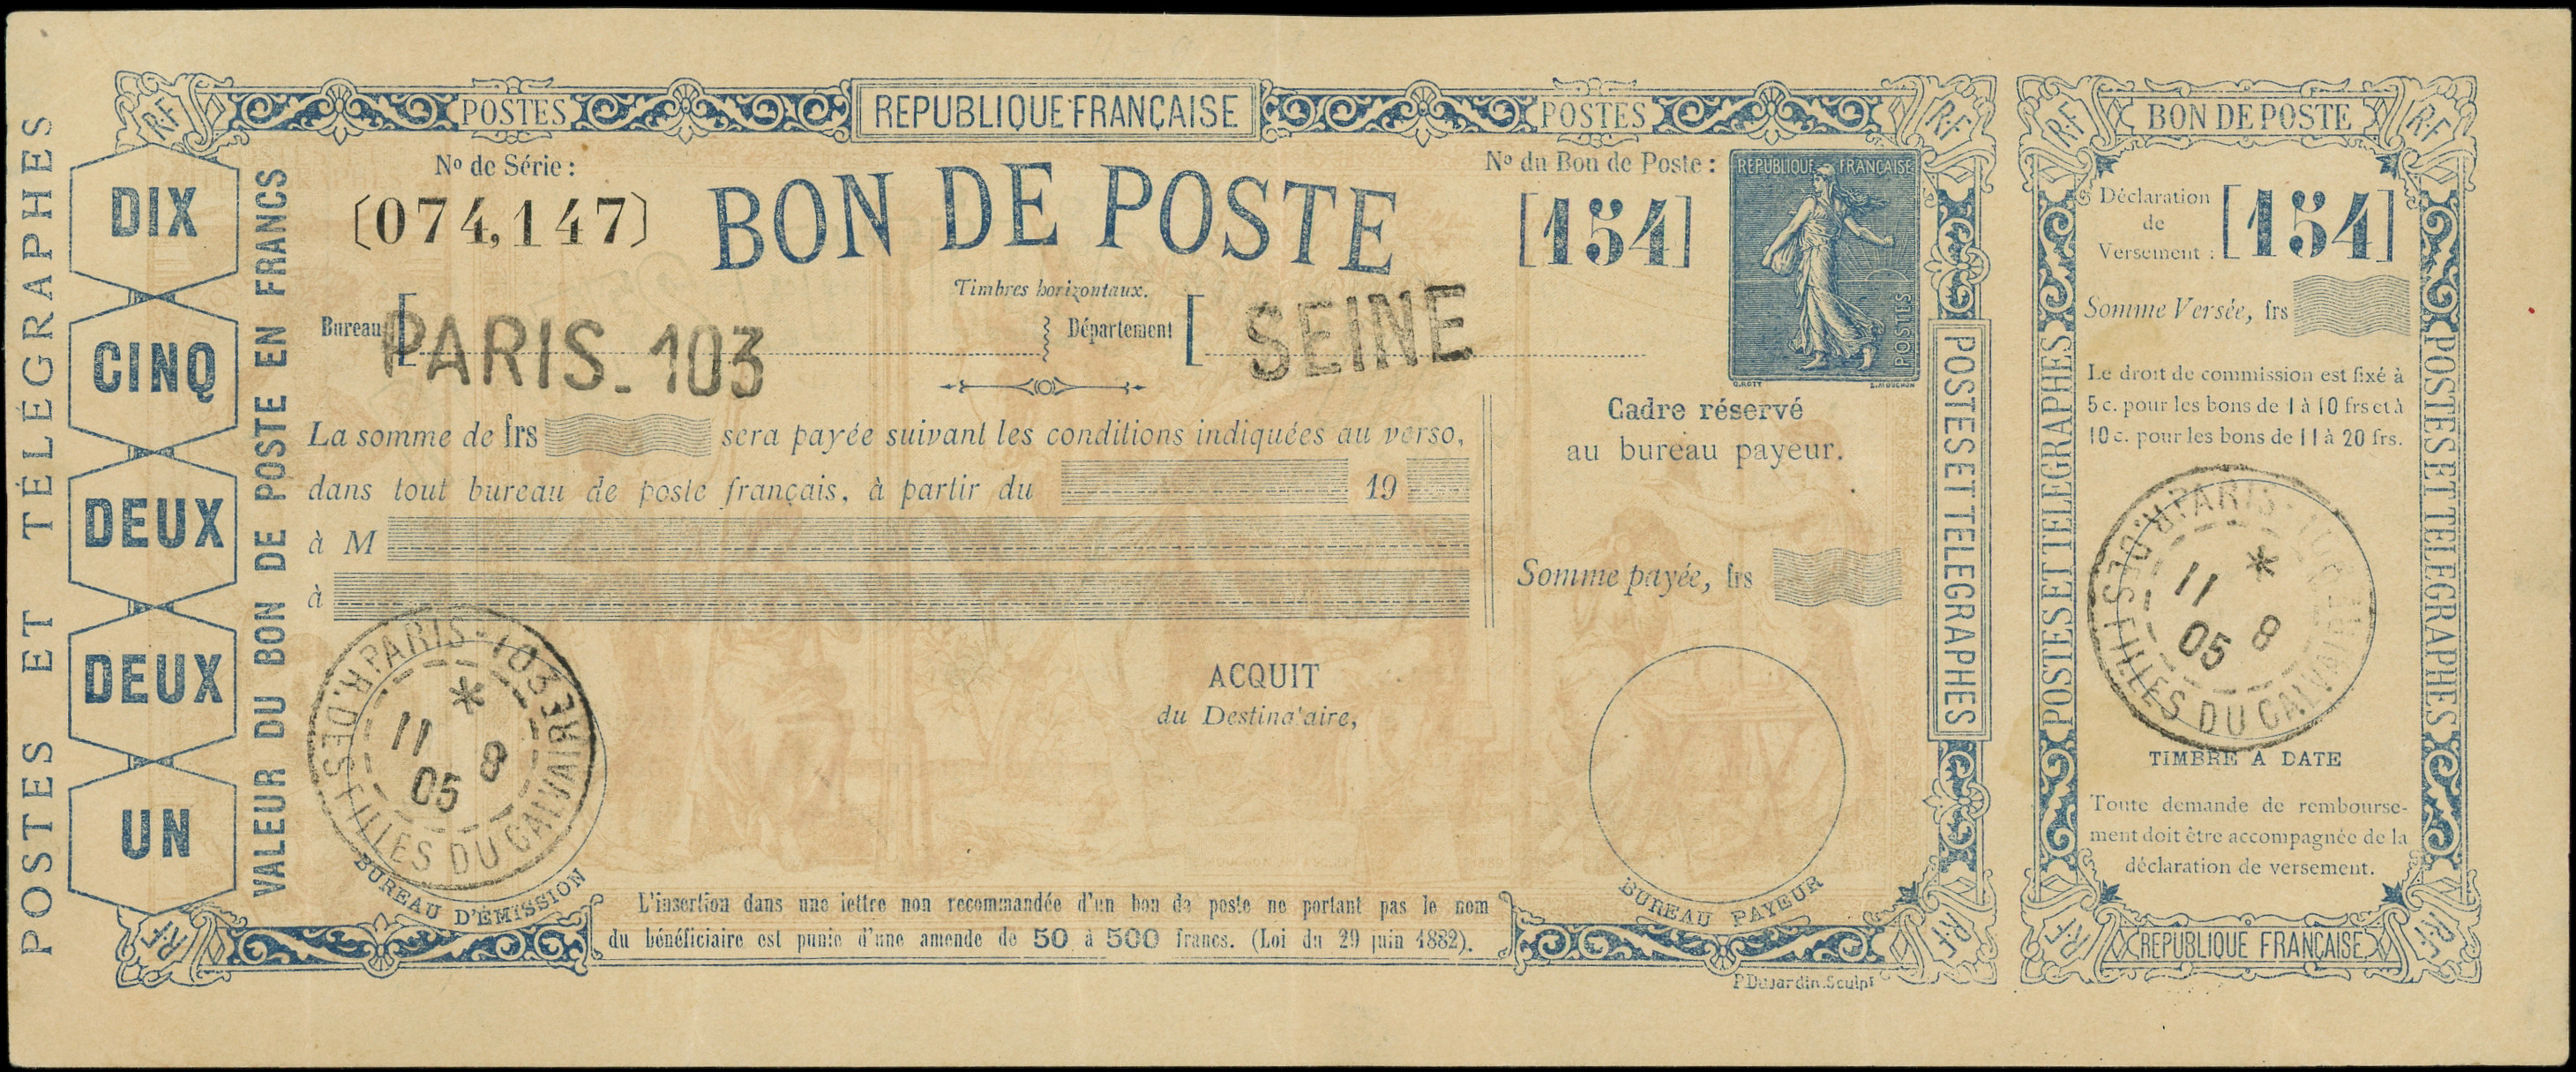 POSTES ET TÉLÉGRAPHES
DIX
CINQ
DEUX
DEUX
UN
VALEUR DU BON DE POSTE EN FRANCS
RF
POSTES
REPUBLIQUE FRANÇAISE
POSTES
RF
Nº de Série :
(074,147)
BON DE POSTE
Nº du Bon de Poste :
[154]
REPUBLIQUE FRANÇAISE
POSTES
O.ROTY
E.MOUCHON
Timbres horizontaux.
Bureau [PARIS-103
Département [SEINE
La somme de frs sera payée suivant les conditions indiquées au verso,
dans tout bureau de poste français, à partir du 19
à M
à
Cadre réservé
au bureau payeur.
Somme payée, frs
ACQUIT
du Destinataire,
PARIS-103
R. DES FILLES DU CALVAIRE
*
11 8
05
BUREAU D'ÉMISSION
BUREAU PAYEUR
L'insertion dans une lettre non recommandée d'un bon de poste ne portant pas le nom
du bénéficiaire est punie d'une amende de 50 à 500 francs. (Loi du 29 juin 1882).
RF
RF
P.Dujardin.Sculpt
POSTES ET TELEGRAPHES
RF
BON DE POSTE
RF
Déclaration
de
Versement :
[154]
Somme Versée, frs
Le droit de commission est fixé à
5 c. pour les bons de 1 à 10 frs et à
10 c. pour les bons de 11 à 20 frs.
POSTES ET TELEGRAPHES
POSTES ET TELEGRAPHES
PARIS-103
R. DES FILLES DU CALVAIRE
*
11 8
05
TIMBRE A DATE
Toute demande de rembourse-
ment doit être accompagnée de la
déclaration de versement.
RF
REPUBLIQUE FRANÇAISE
RF